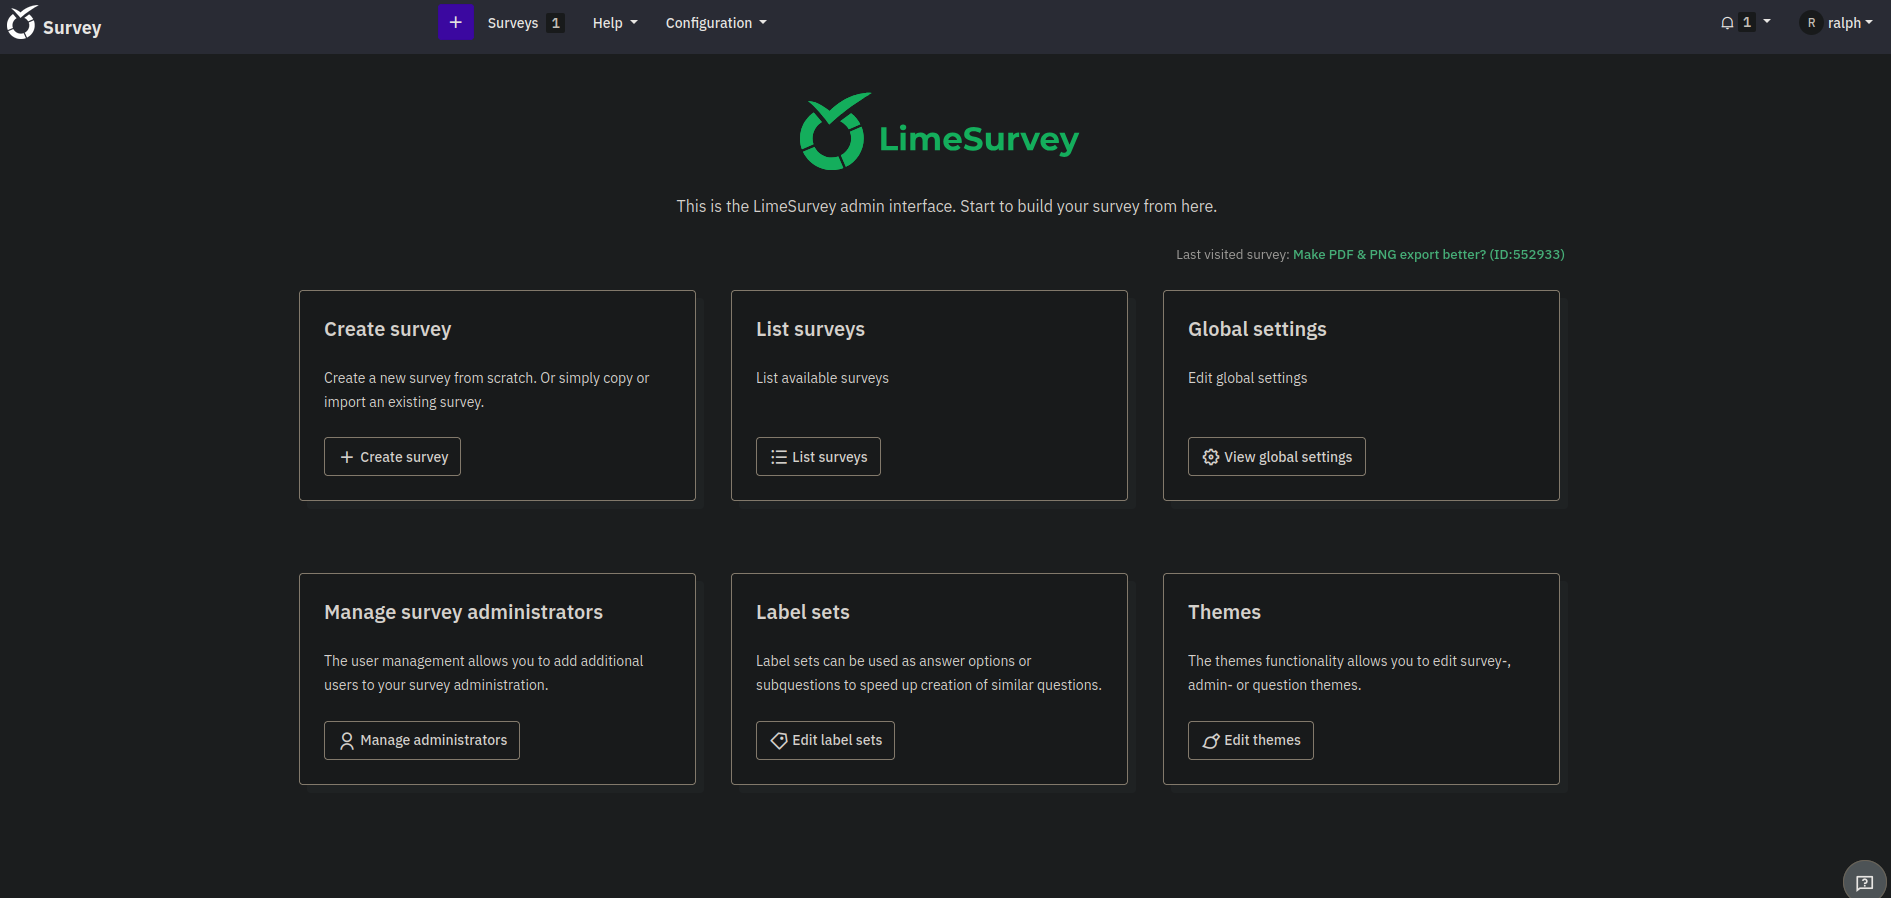 Survey
+
Surveys 1
Help
Configuration
1
R ralph
LimeSurvey
This is the LimeSurvey admin interface. Start to build your survey from here.
Last visited survey: Make PDF & PNG export better? (ID:552933)
Create survey
Create a new survey from scratch. Or simply copy or
import an existing survey.
+ Create survey
List surveys
List available surveys
List surveys
Global settings
Edit global settings
View global settings
Manage survey administrators
The user management allows you to add additional
users to your survey administration.
Manage administrators
Label sets
Label sets can be used as answer options or
subquestions to speed up creation of similar questions.
Edit label sets
Themes
The themes functionality allows you to edit survey-,
admin- or question themes.
Edit themes
?